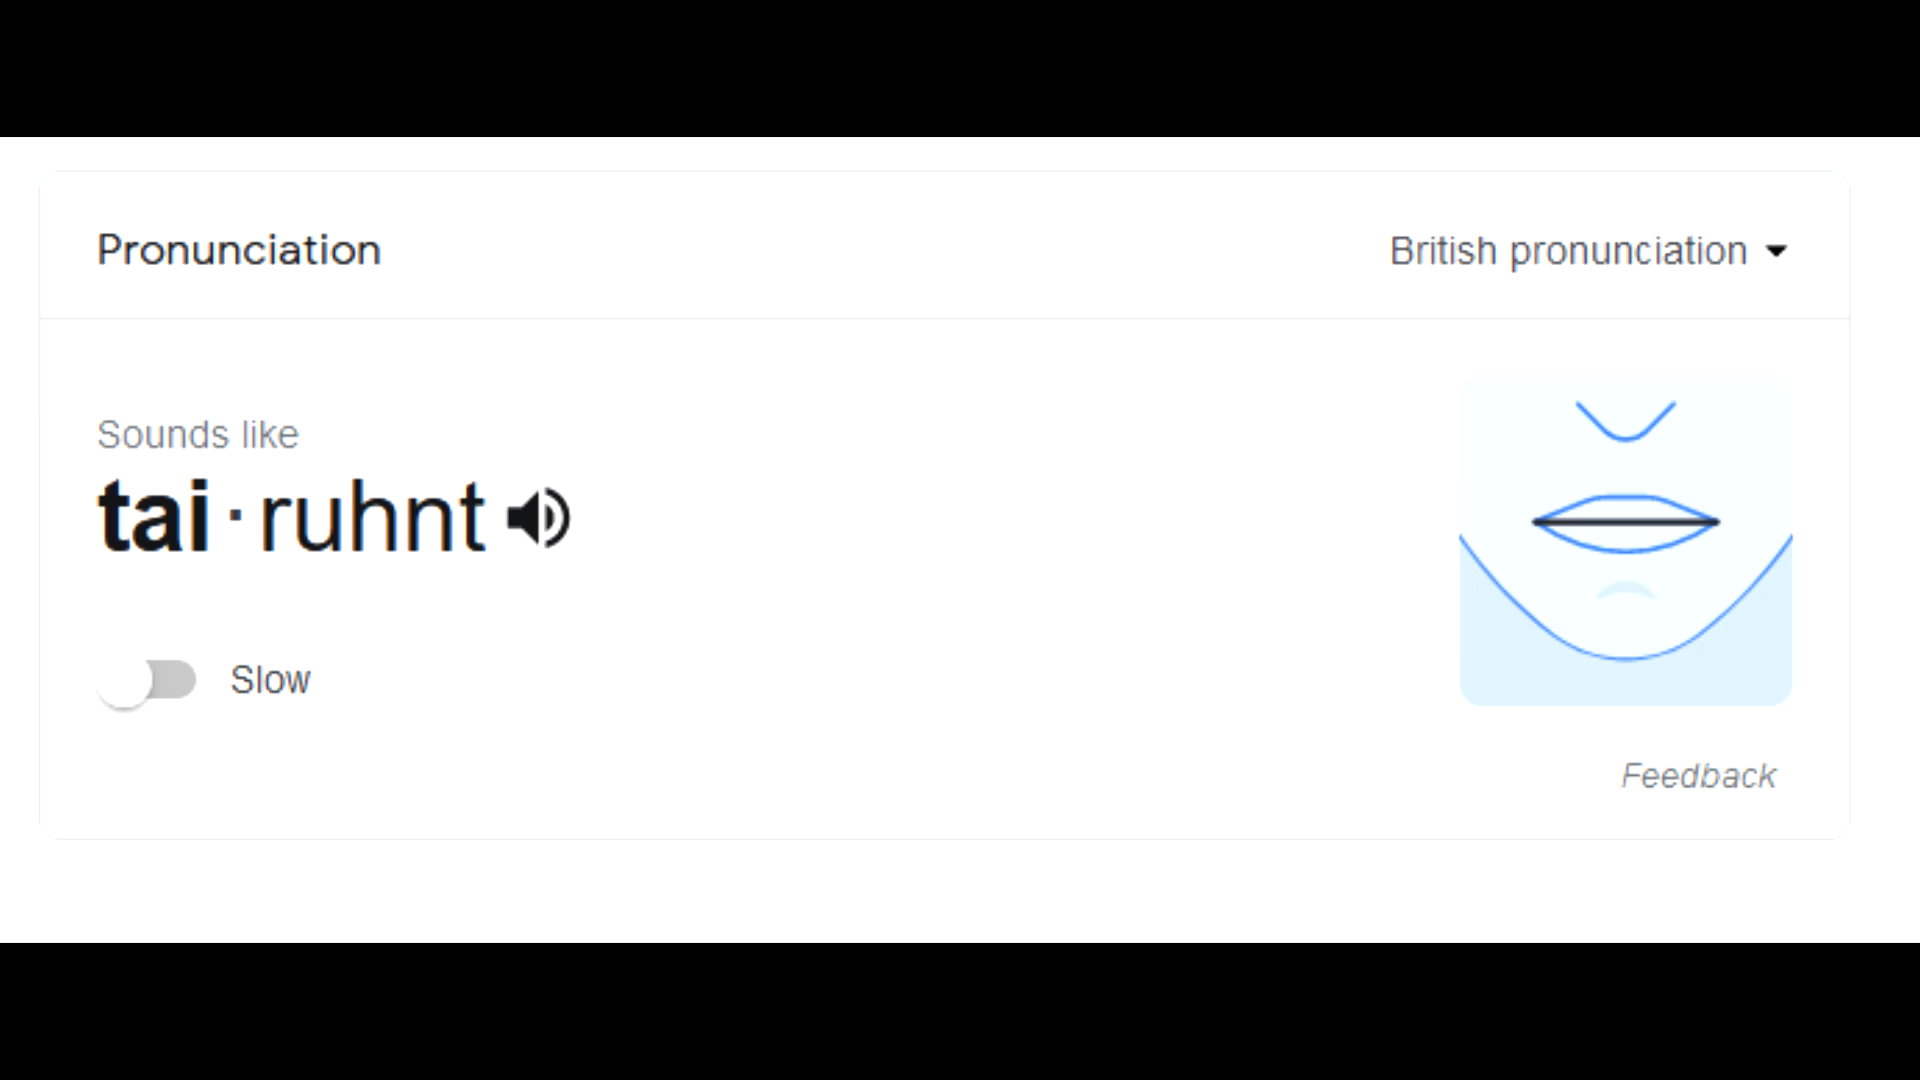 Pronunciation
British pronunciation
Sounds like
tai·ruhnt
Slow
Feedback